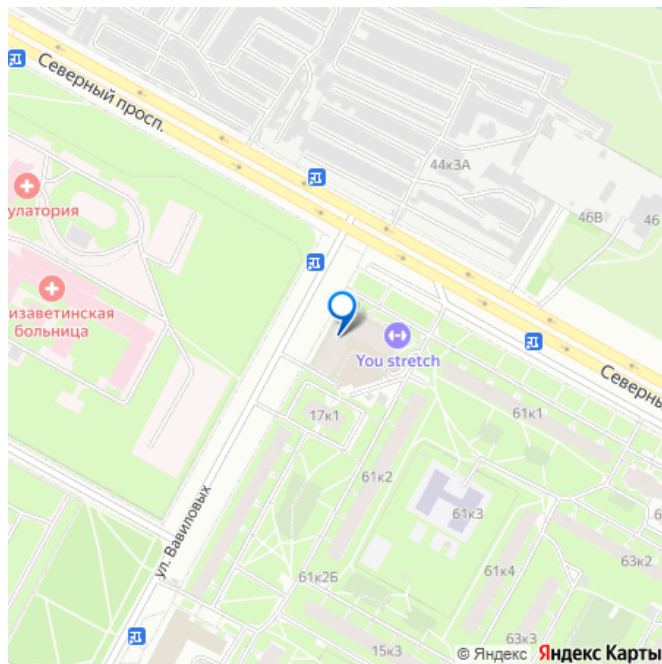 Северный просп.
44к3А
46В
46
улатория
изаветинская
больница
You stretch
Северны
17к1
61к1
61к2
61к3
ул. Вавиловых
61к2Б
61к4
63к2
6
15к3
63к3
© Яндекс Яндекс Карты